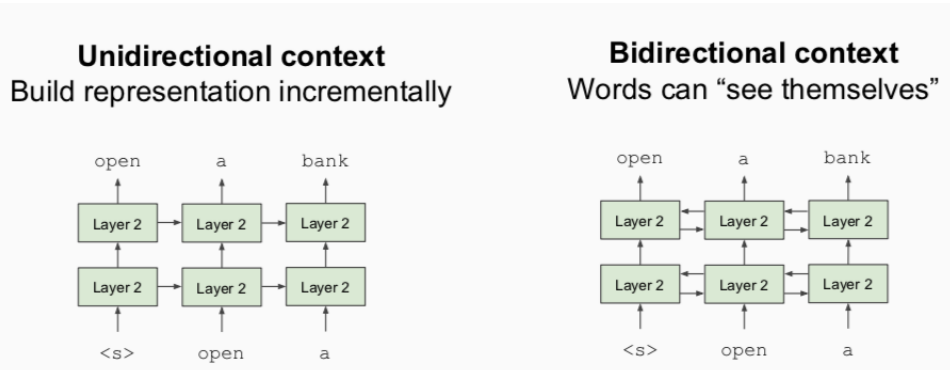 Unidirectional context
Build representation incrementally
open a bank
Layer 2 Layer 2 Layer 2
Layer 2 Layer 2 Layer 2
<s> open a
Bidirectional context
Words can “see themselves”
open a bank
Layer 2 Layer 2 Layer 2
Layer 2 Layer 2 Layer 2
<s> open a